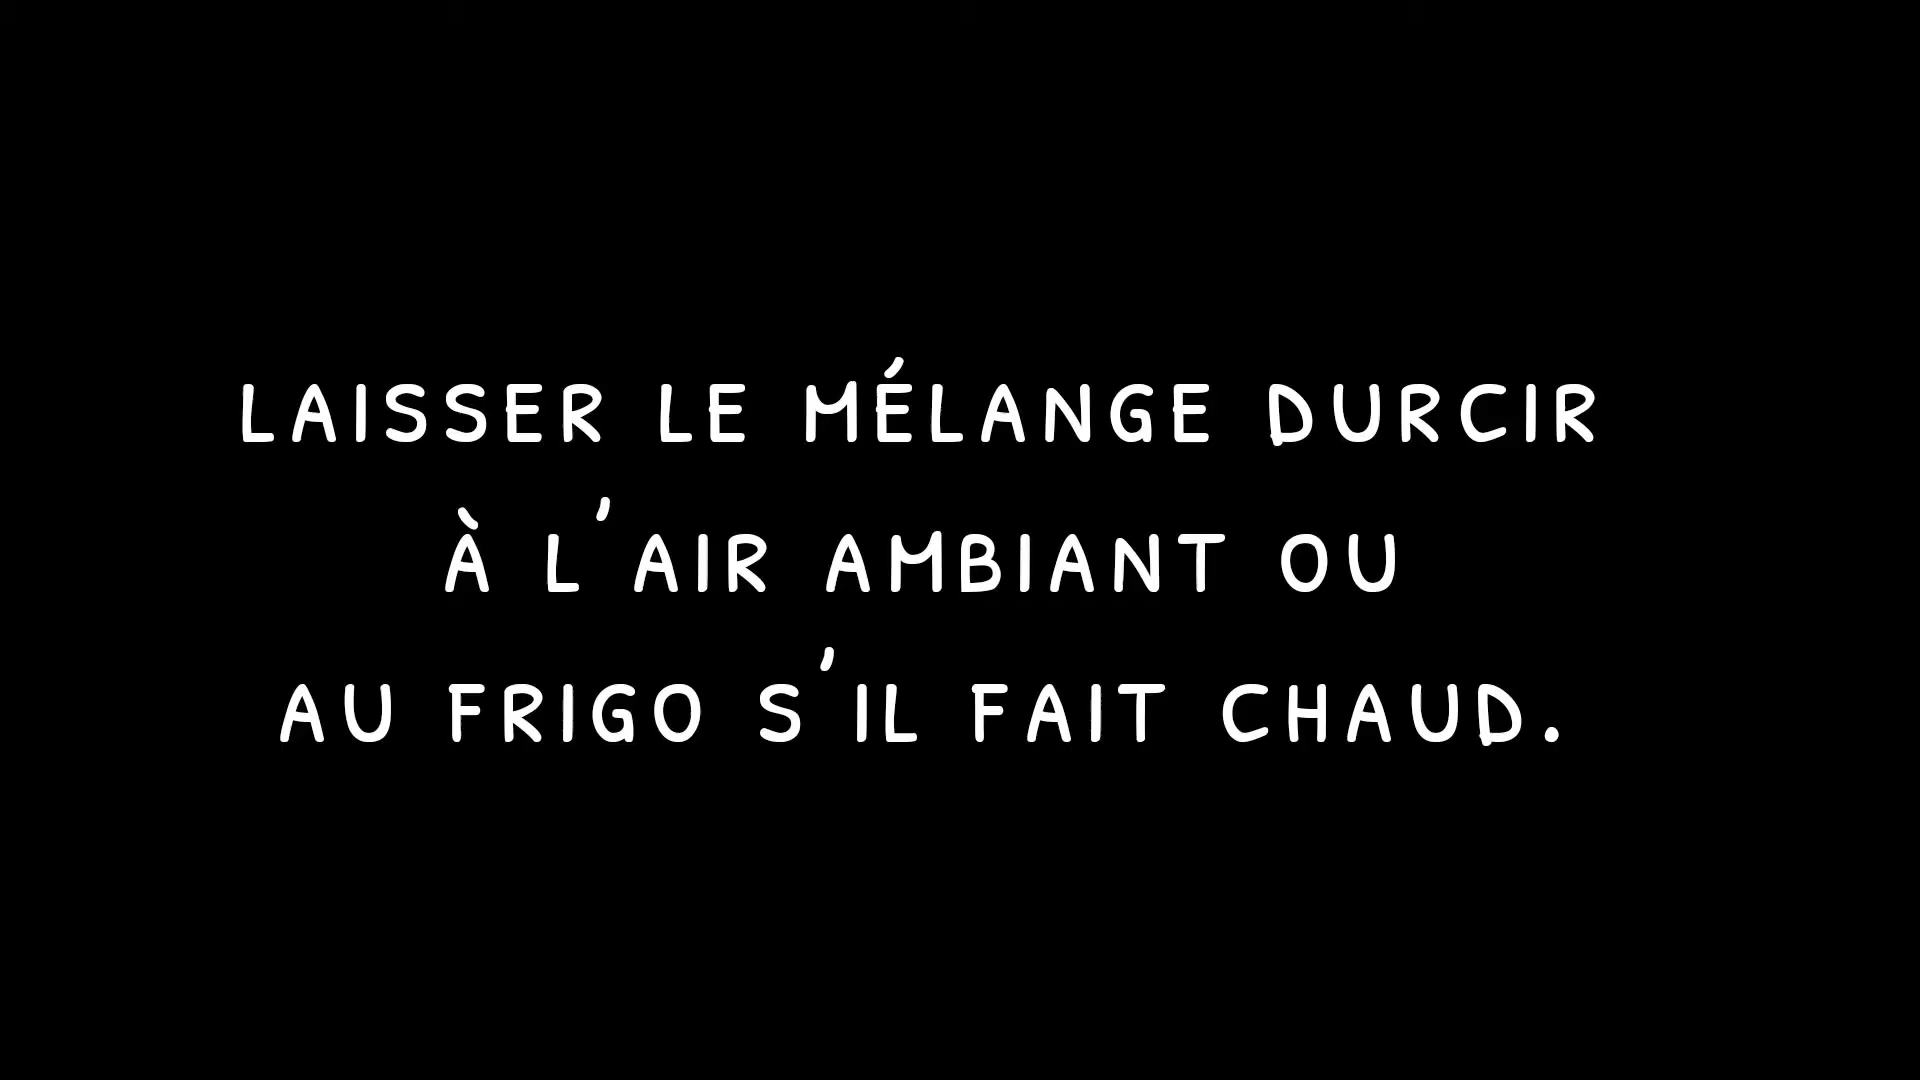 LAISSER LE MÉLANGE DURCIR
À L'AIR AMBIANT OU
AU FRIGO S'IL FAIT CHAUD.